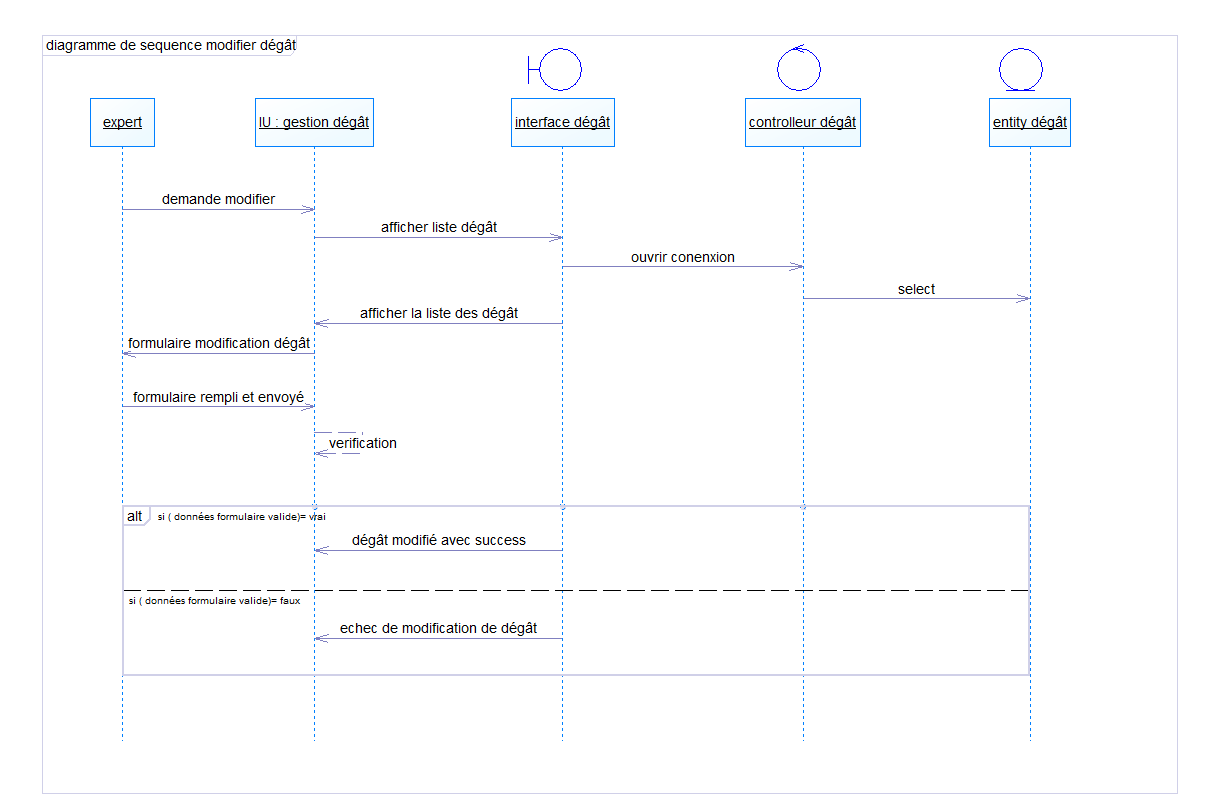 diagramme de sequence modifier dégât
expert
IU : gestion dégât
interface dégât
controlleur dégât
entity dégât
demande modifier
afficher liste dégât
ouvrir conenxion
select
afficher la liste des dégât
formulaire modification dégât
formulaire rempli et envoyé
verification
alt
si ( données formulaire valide)= vrai
dégât modifié avec success
si ( données formulaire valide)= faux
echec de modification de dégât